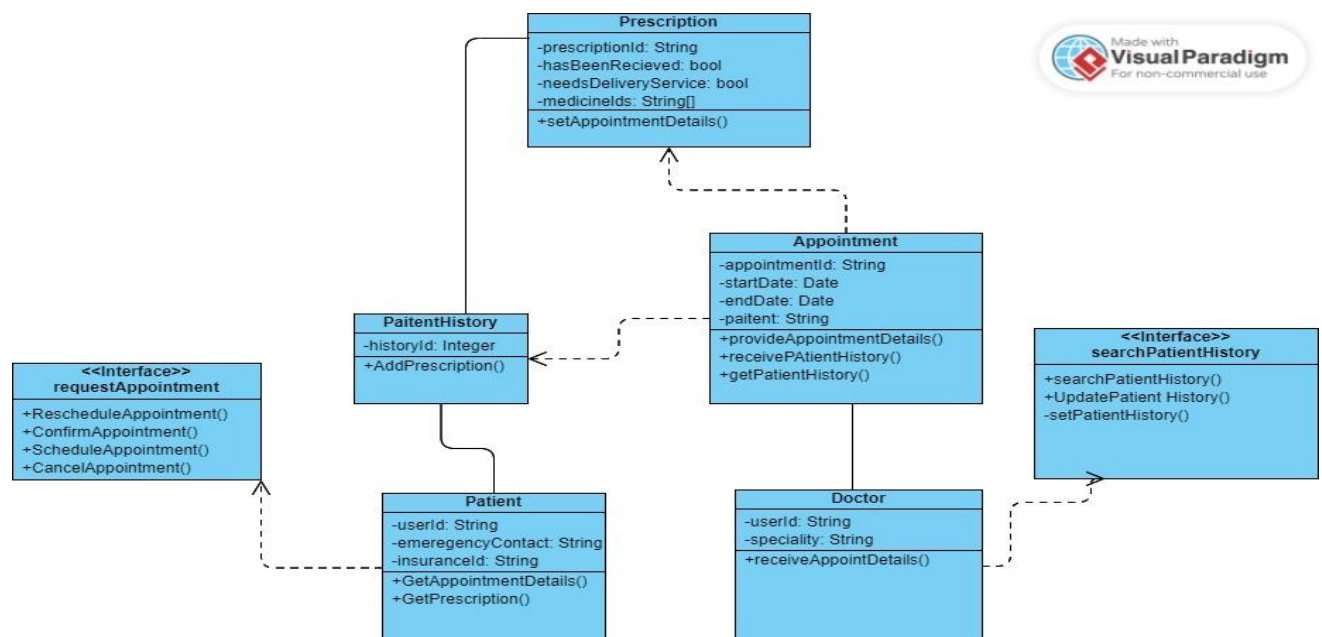 Prescription
-prescriptionId: String
-hasBeenRecieved: bool
-needsDeliveryService: bool
-medicineIds: String[]
+setAppointmentDetails()
Made with
Visual Paradigm
For non-commercial use
Appointment
-appointmentId: String
-startDate: Date
-endDate: Date
-paitent: String
+provideAppointmentDetails()
+receivePAtientHistory()
+getPatientHistory()
PaitentHistory
-historyId: Integer
+AddPrescription()
<<Interface>>
searchPatientHistory
+searchPatientHistory()
+UpdatePatient History()
-setPatientHistory()
<<Interface>>
requestAppointment
+RescheduleAppointment()
+ConfirmAppointment()
+ScheduleAppointment()
+CancelAppointment()
Patient
-userId: String
-emeregencyContact: String
-insuranceId: String
+GetAppointmentDetails()
+GetPrescription()
Doctor
-userId: String
-speciality: String
+receiveAppointDetails()